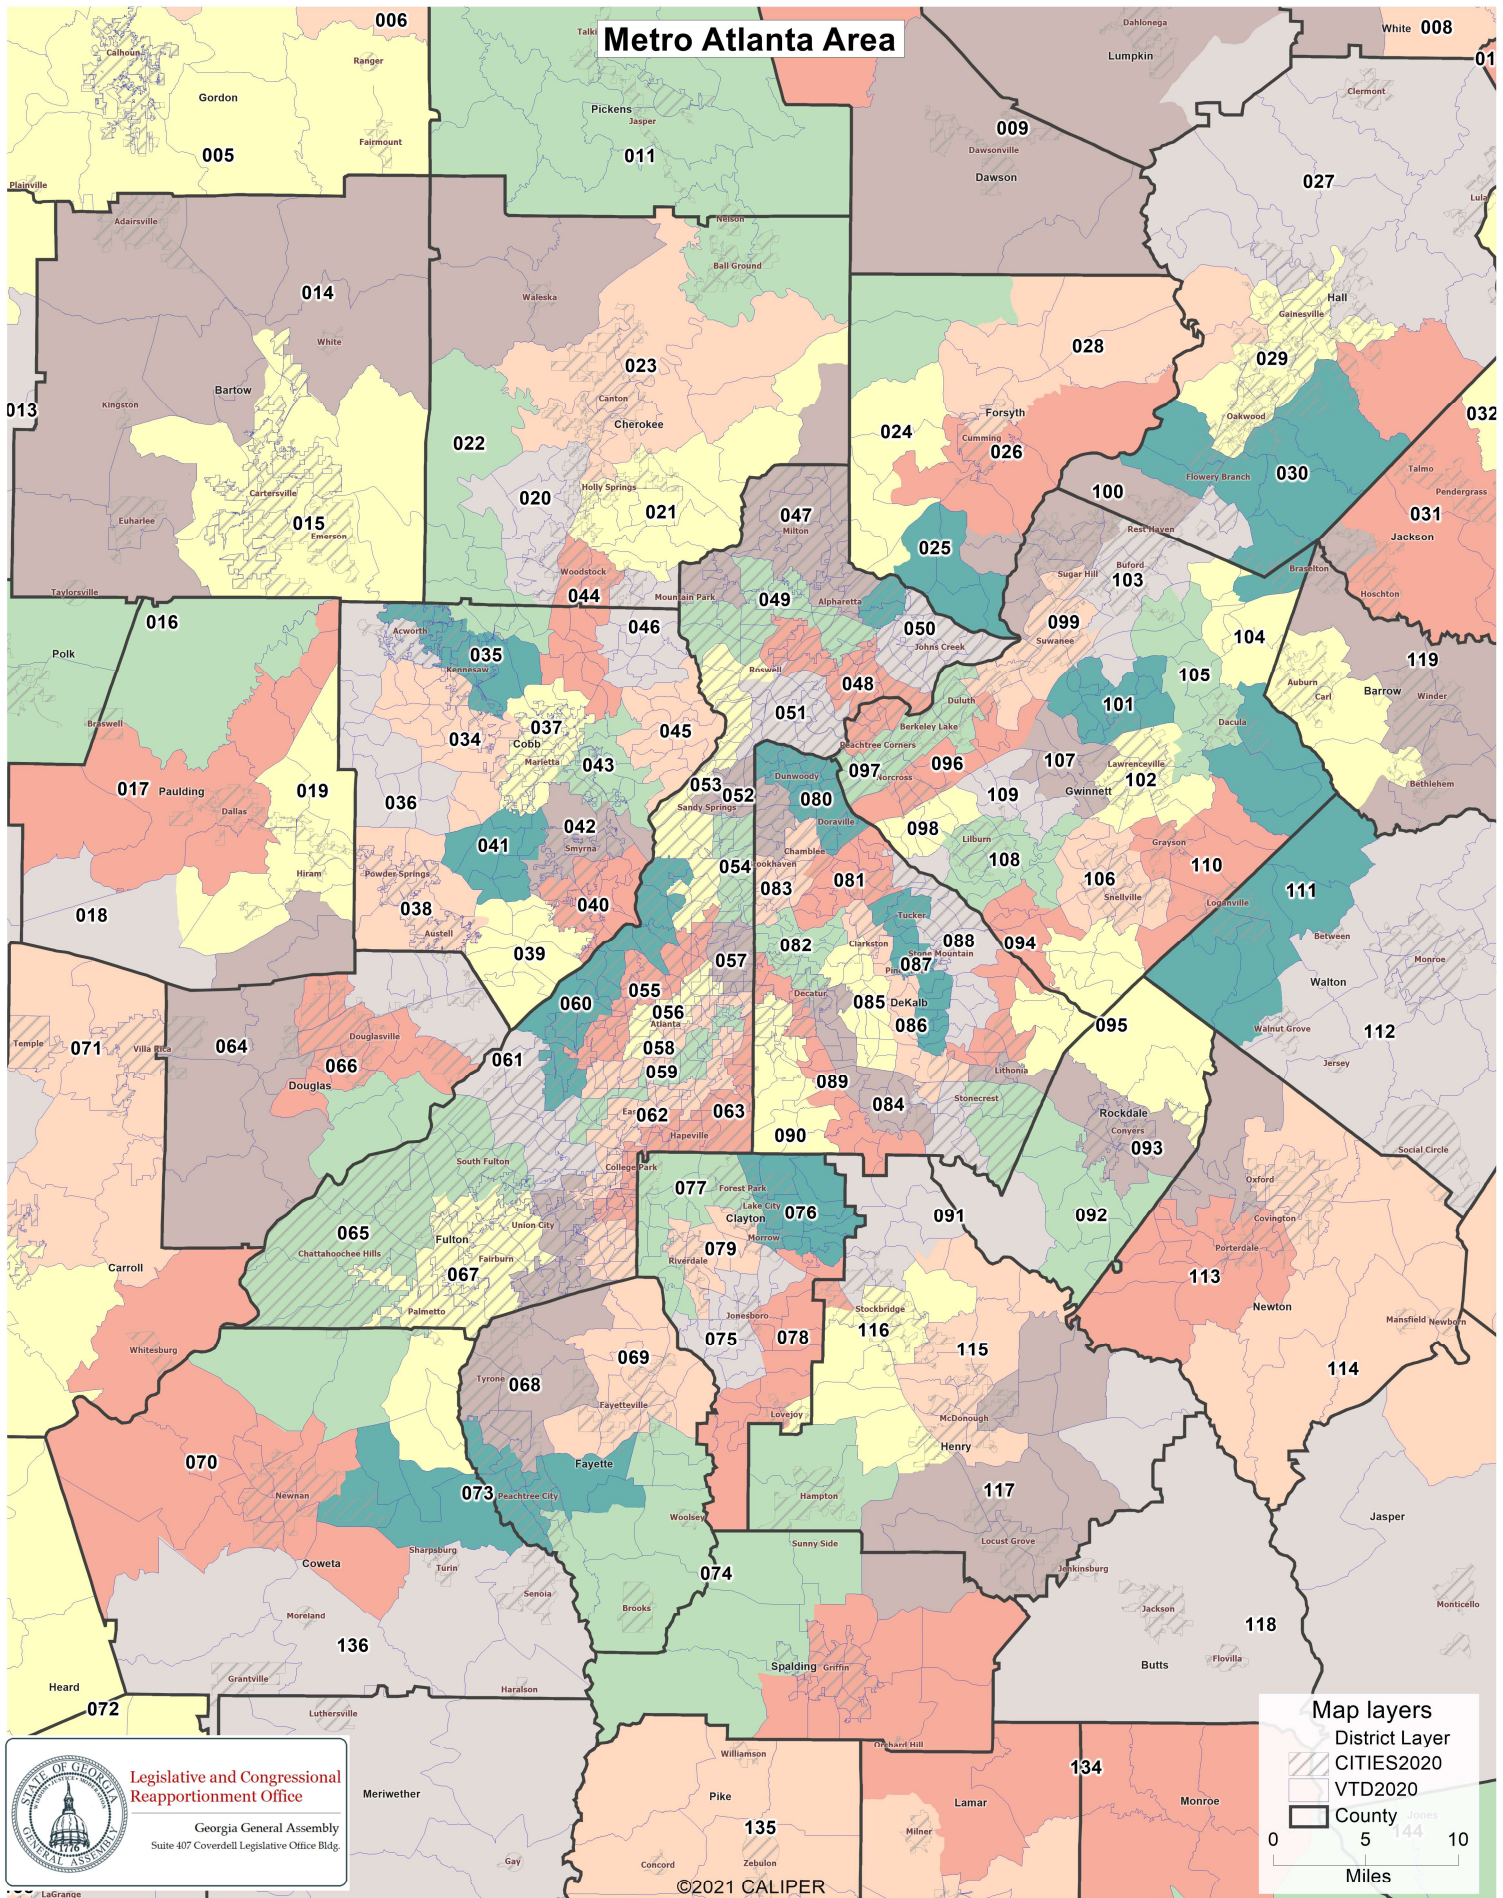 Metro Atlanta Area
006
008
White
Dahlonega
Lumpkin
Calhoun
Ranger
Gordon
Fairmount
005
Plainville
Pickens
Jasper
011
009
Dawsonville
Dawson
Clermont
027
Lula
Adairsville
Nelson
Ball Ground
Waleska
014
White
Bartow
Kingston
013
023
Canton
Cherokee
028
Hall
Gainesville
029
Oakwood
Forsyth
Cumming
026
024
032
022
020
Holly Springs
021
047
Milton
030
Flowery Branch
100
Rest Haven
Talmo
Pendergrass
031
Jackson
Cartersville
015
Emerson
Euharlee
Taylorsville
025
Woodstock
044
Mountain Park
049
Alpharetta
Sugar Hill
Buford
103
Braselton
Hoschton
016
Polk
Acworth
035
Kennesaw
046
050
Johns Creek
099
Suwanee
104
105
119
Auburn
Carl
Barrow
Winder
Braswell
Roswell
048
051
Duluth
101
Dacula
034
037
Cobb
Marietta
043
045
Berkeley Lake
Peachtree Corners
097
Norcross
096
107
Lawrenceville
102
Gwinnett
109
Bethlehem
017
Paulding
Dallas
019
036
053
052
Sandy Springs
Dunwoody
080
Doraville
098
Lilburn
108
Grayson
110
041
042
Smyrna
Powder Springs
038
040
Austell
Hiram
018
054
Chamblee
083
081
106
Snellville
Loganville
111
Tucker
088
Stone Mountain
087
094
Between
Monroe
Walton
039
057
082
Clarkston
060
055
056
Atlanta
058
059
Decatur
085
DeKalb
086
095
Walnut Grove
112
Jersey
Temple
071
Villa Rica
064
Douglasville
066
Douglas
061
062
063
Hapeville
089
084
090
Lithonia
Stonecrest
Rockdale
Conyers
093
Social Circle
South Fulton
College Park
077
Forest Park
Lake City
Clayton
076
Morrow
079
Riverdale
Oxford
Covington
Porterdale
113
Newton
065
Chattahoochee Hills
Fulton
Union City
Fairburn
067
Palmetto
091
092
Carroll
Whitesburg
Jonesboro
075
078
Stockbridge
116
115
Mansfield
Newborn
114
Tyrone
068
069
Fayetteville
Lovejoy
McDonough
Henry
070
Newnan
073
Peachtree City
Fayette
Woolsey
Hampton
117
Locust Grove
Jasper
Coweta
Sharpsburg
Turin
Senoia
074
Sunny Side
Jenkinsburg
Brooks
Jackson
118
Monticello
Moreland
136
Grantville
Haralson
Heard
072
Luthersville
Spalding
Griffin
Butts
Flovilla
Orchard Hill
Williamson
134
Pike
135
Lamar
Monroe
Milner
Concord
Zebulon
Meriwether
Gay
LaGrange
Jones
144
Map layers
District Layer
CITIES2020
VTD2020
County
0 5 10
Miles
STATE OF GEORGIA
GENERAL ASSEMBLY
1776
Legislative and Congressional
Reapportionment Office
Georgia General Assembly
Suite 407 Coverdell Legislative Office Bldg.
©2021 CALIPER